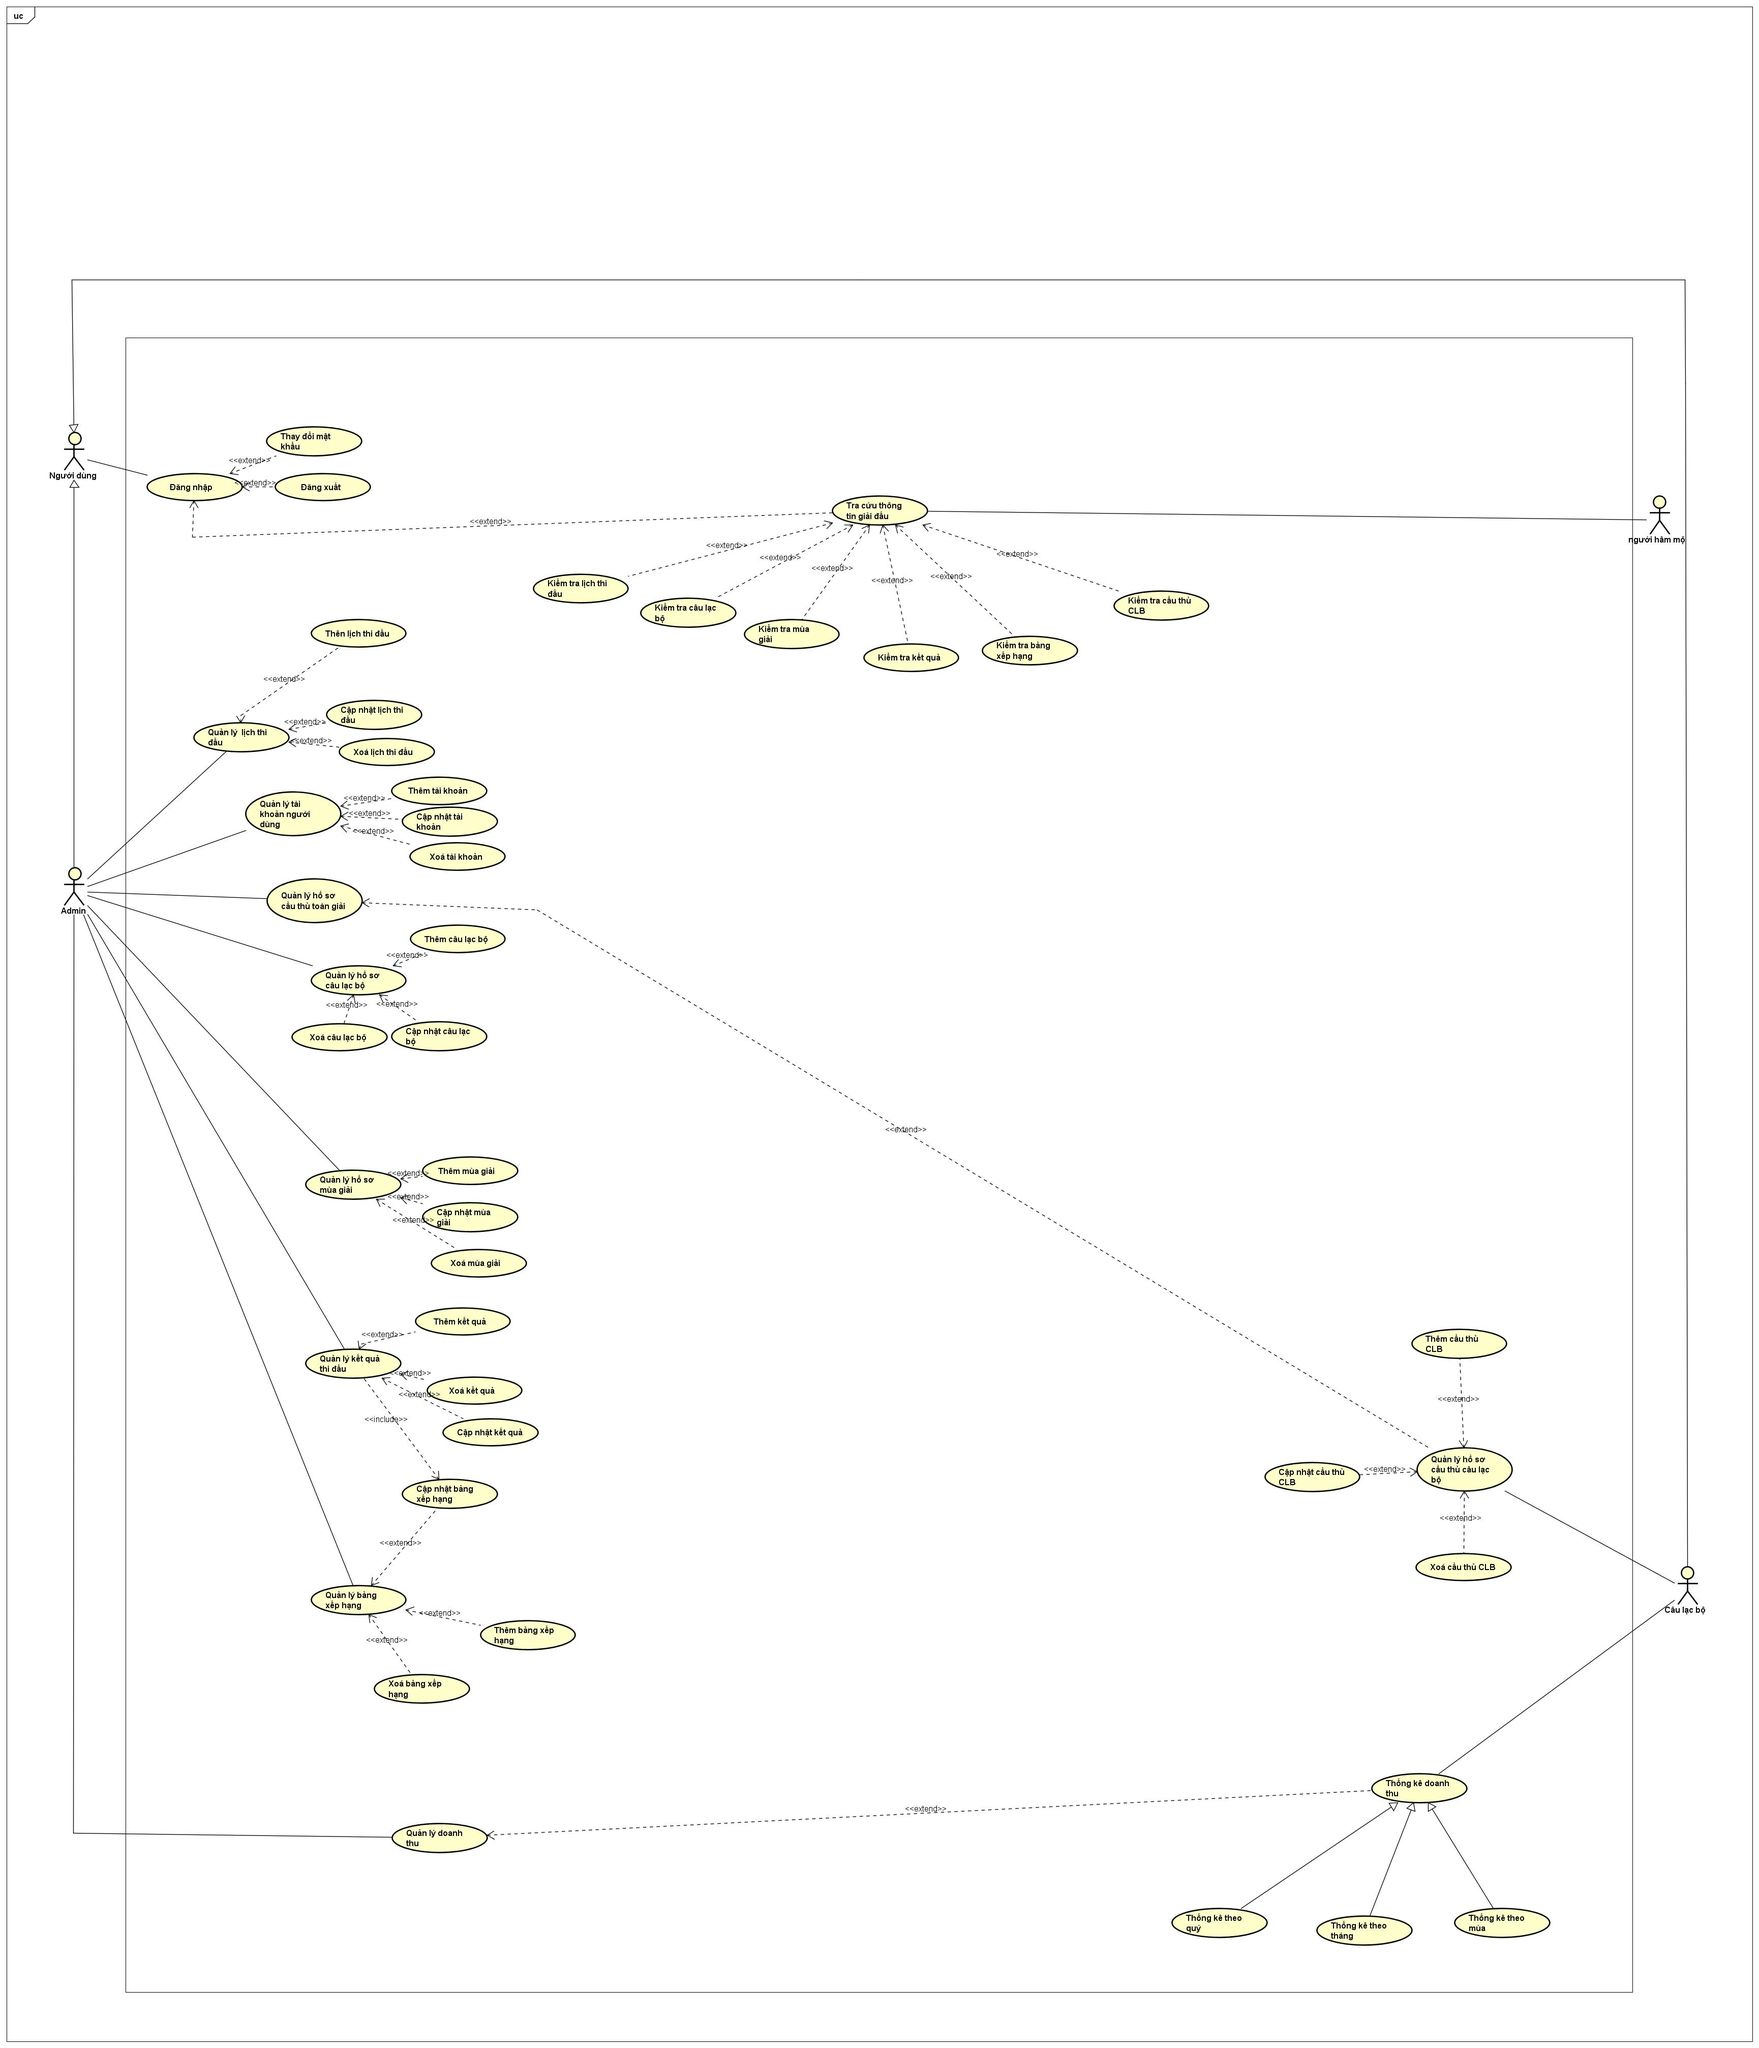 uc
Người dùng
Thay đổi mật
khẩu
<<extend>>
Đăng nhập
<<extend>>
Đăng xuất
<<extend>>
Tra cứu thông
tin giải đấu
người hâm mộ
<<extend>>
<<extend>>
<<extend>>
<<extend>>
<<extend>>
<<extend>>
Kiểm tra lịch thi
đấu
Kiểm tra câu lạc
bộ
Kiểm tra mùa
giải
Kiểm tra kết quả
Kiểm tra bảng
xếp hạng
Kiểm tra cầu thủ
CLB
Thên lịch thi đấu
<<extend>>
Cập nhật lịch thi
đấu
<<extend>>
Quản lý  lịch thi
đấu
<<extend>>
Xoá lịch thi đấu
Thêm tài khoản
<<extend>>
Quản lý tài
khoản người
dùng
<<extend>>
Cập nhật tài
khoản
<<extend>>
Xoá tài khoản
Admin
Quản lý hồ sơ
cầu thủ toàn giải
<<extend>>
Thêm câu lạc bộ
<<extend>>
Quản lý hồ sơ
câu lạc bộ
<<extend>>
<<extend>>
Xoá câu lạc bộ
Cập nhật câu lạc
bộ
Thêm mùa giải
<<extend>>
Quản lý hồ sơ
mùa giải
<<extend>>
Cập nhật mùa
giải
<<extend>>
Xoá mùa giải
Thêm kết quả
<<extend>>
Quản lý kết quả
thi đấu
<<extend>>
Xoá kết quả
<<extend>>
Cập nhật kết quả
<<include>>
Cập nhật bảng
xếp hạng
<<extend>>
Quản lý bảng
xếp hạng
<<extend>>
Thêm bảng xếp
hạng
<<extend>>
Xoá bảng xếp
hạng
Thêm cầu thủ
CLB
<<extend>>
Quản lý hồ sơ
cầu thủ câu lạc
bộ
Cập nhật cầu thủ
CLB
<<extend>>
<<extend>>
Xoá cầu thủ CLB
Câu lạc bộ
Thống kê doanh
thu
<<extend>>
Quản lý doanh
thu
Thống kê theo
quý
Thống kê theo
tháng
Thống kê theo
mùa